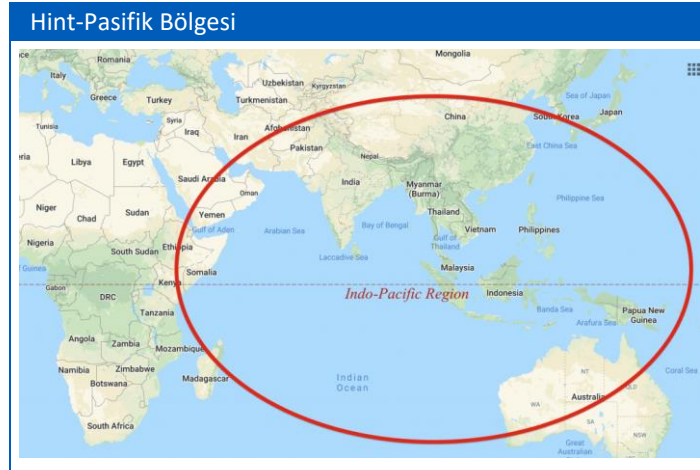 Hint-Pasifik Bölgesi
Mongolia
Romania
Italy
Uzbekistan
Kyrgyzstan
Greece
Turkey
Turkmenistan
Sea of Japan
Japan
South Korea
China
Tunisia
Syria
Iraq
Iran
Afghanistan
Pakistan
Nepal
East China Sea
Libya
Egypt
Saudi Arabia
India
Myanmar
(Burma)
Oman
Philippine Sea
Niger
Chad
Sudan
Yemen
Thailand
Gulf of Aden
Arabian Sea
Bay of Bengal
Vietnam
Philippines
Nigeria
South Sudan
Ethiopia
Gulf of
Thailand
Laccadive Sea
Somalia
Malaysia
Gabon
Kenya
DRC
Indo-Pacific Region
Indonesia
Tanzania
Banda Sea
Papua New
Guinea
Arafura Sea
Angola
Zambia
Mozambique
Namibia
Zimbabwe
Madagascar
Botswana
Indian
Ocean
Coral Sea
NT
Australia
WA
SA
NSW
South Africa
Great
Australian